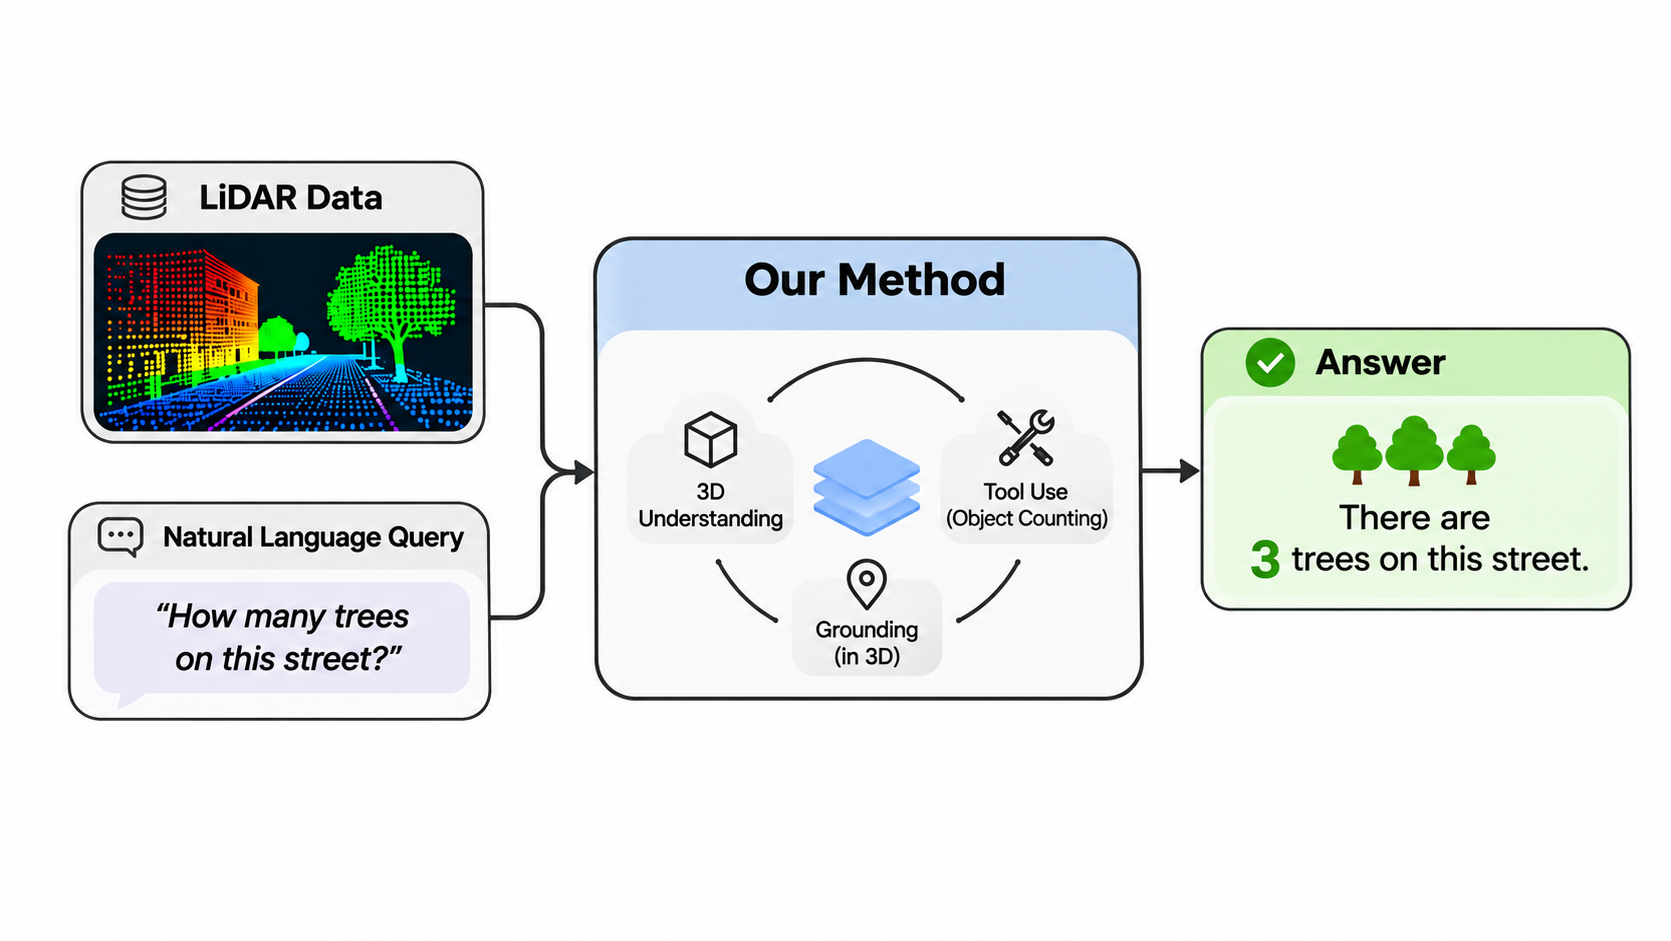 LiDAR Data
Natural Language Query
“How many trees
on this street?”
Our Method
3D
Understanding
Tool Use
(Object Counting)
Grounding
(in 3D)
Answer
There are
3 trees on this street.